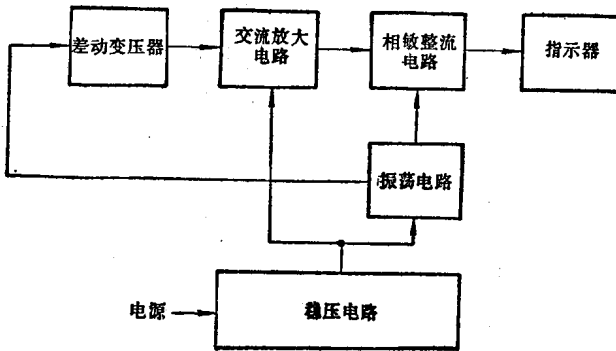 差动变压器
交流放大
电路
相敏整流
电路
指示器
振荡电路
电源
稳压电路